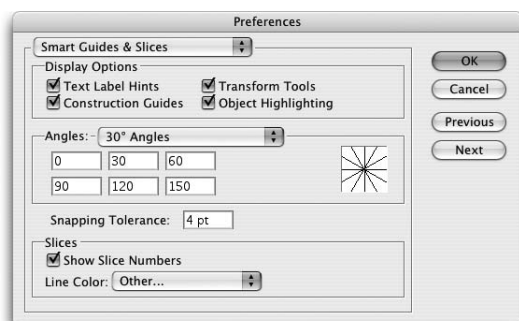 Preferences
Smart Guides & Slices
Display Options
Text Label Hints Transform Tools
Construction Guides Object Highlighting
Angles: 30° Angles
0 30 60
90 120 150
Snapping Tolerance: 4 pt
Slices
Show Slice Numbers
Line Color: Other...
OK
Cancel
Previous
Next